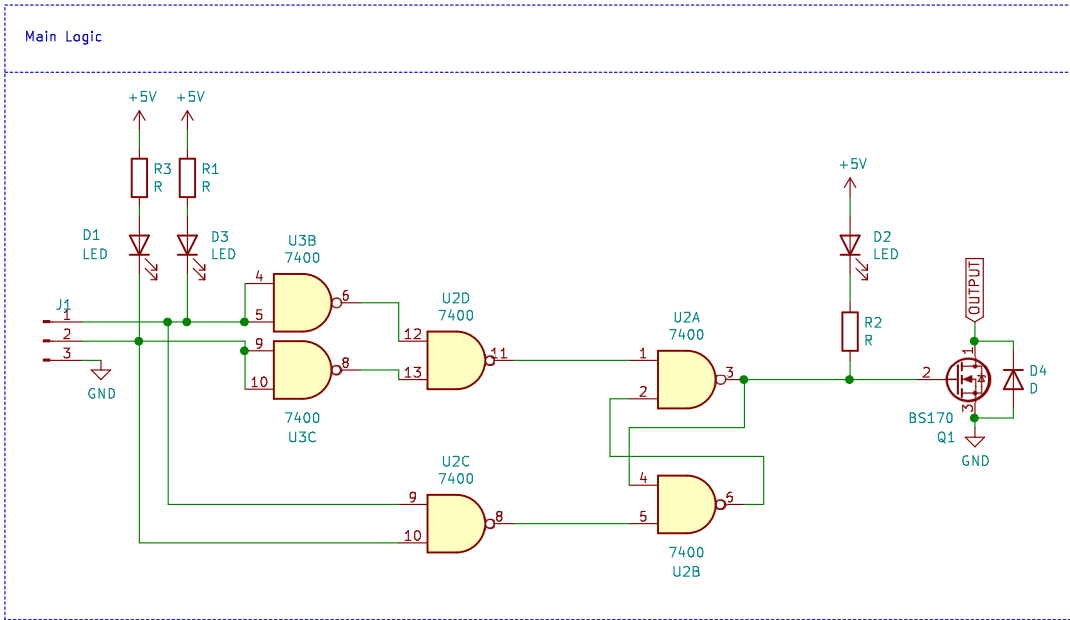 Main Logic
+5V
+5V
R3
R
R1
R
D1
LED
D3
LED
J1
1
2
3
GND
U3B
7400
4
5
6
9
10
8
7400
U3C
U2D
7400
12
13
11
U2C
7400
9
10
8
U2A
7400
1
2
3
4
5
6
7400
U2B
+5V
D2
LED
R2
R
OUTPUT
1
2
3
BS170
Q1
D4
D
GND